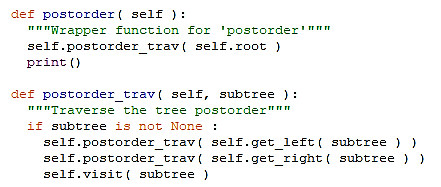 def postorder( self ):
  """Wrapper function for 'postorder'"""
  self.postorder_trav( self.root )
  print()
def postorder_trav( self, subtree ):
  """Traverse the tree postorder"""
  if subtree is not None :
    self.postorder_trav( self.get_left( subtree ) )
    self.postorder_trav( self.get_right( subtree ) )
    self.visit( subtree )